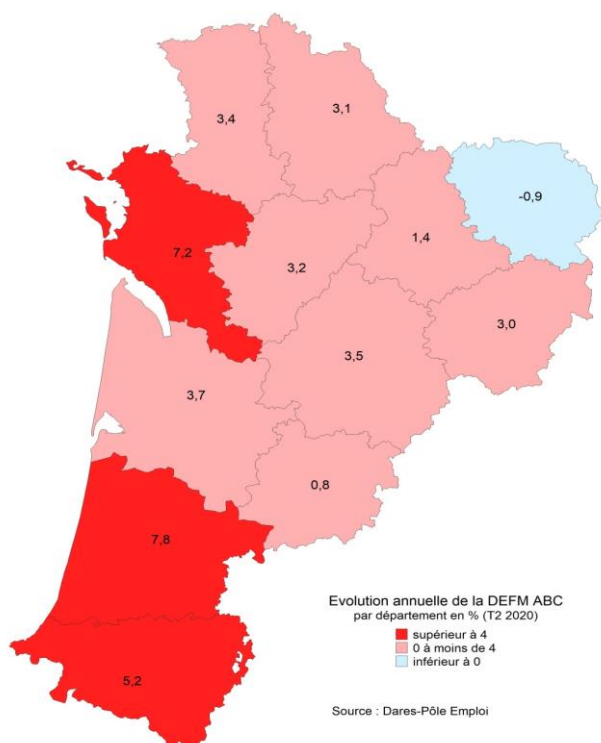 3,4
3,1
-0,9
7,2
3,2
1,4
3,0
3,5
3,7
0,8
7,8
5,2
Evolution annuelle de la DEFM ABC
par département en % (T2 2020)
supérieur à 4
0 à moins de 4
inférieur à 0
Source : Dares-Pôle Emploi